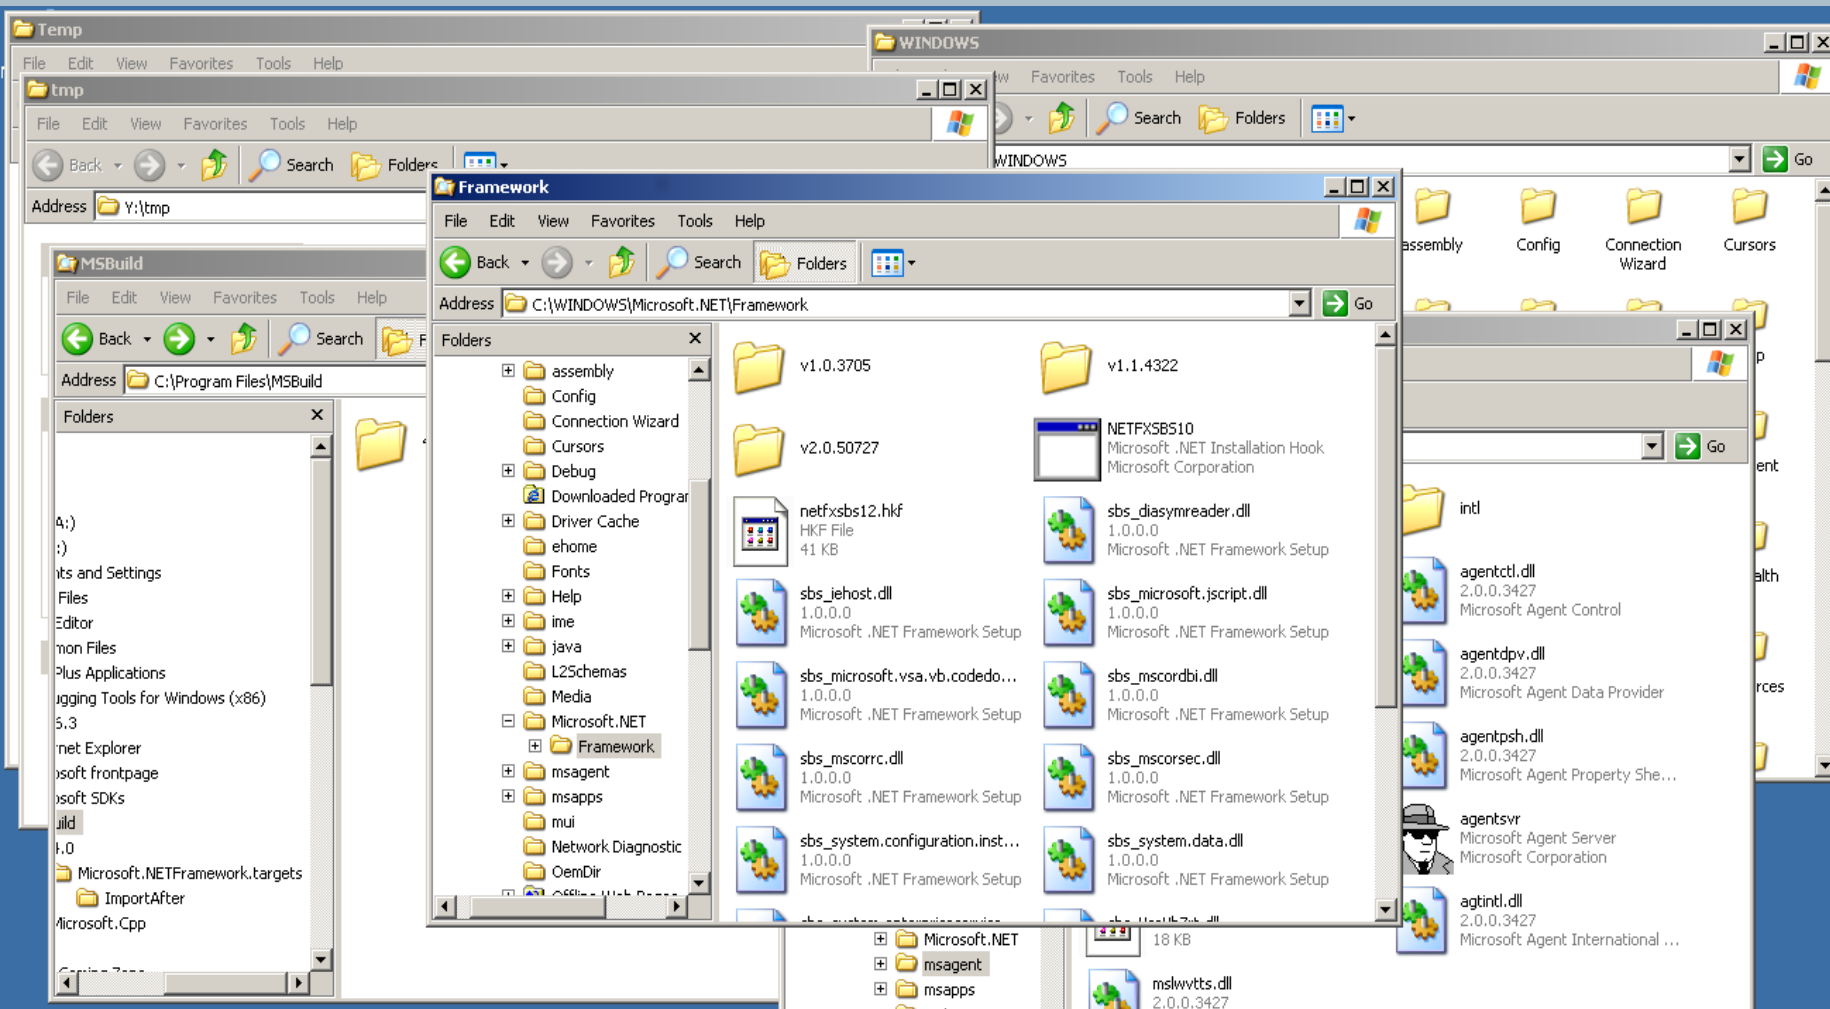 Temp
File Edit View Favorites Tools Help
WINDOWS
Favorites Tools Help
Search Folders
WINDOWS
Go
assembly
Config
Connection
Wizard
Cursors
tmp
File Edit View Favorites Tools Help
Back Search Folders
Address Y:\tmp
MSBuild
File Edit View Favorites Tools Help
Back Search
Address C:\Program Files\MSBuild
Folders
A:)
:)
nts and Settings
Files
Editor
mon Files
Plus Applications
ugging Tools for Windows (x86)
6.3
rnet Explorer
osoft frontpage
osoft SDKs
uild
4.0
Microsoft.NETFramework.targets
ImportAfter
Microsoft.Cpp
Framework
File Edit View Favorites Tools Help
Back Search Folders
Address C:\WINDOWS\Microsoft.NET\Framework Go
Folders
assembly
Config
Connection Wizard
Cursors
Debug
Downloaded Program
Driver Cache
ehome
Fonts
Help
ime
java
L2Schemas
Media
Microsoft.NET
Framework
msagent
msapps
mui
Network Diagnostic
OemDir
Offline Web Pages
v1.0.3705
v1.1.4322
v2.0.50727
NETFXSBS10
Microsoft .NET Installation Hook
Microsoft Corporation
netfxsbs12.hkf
HKF File
41 KB
sbs_diasymreader.dll
1.0.0.0
Microsoft .NET Framework Setup
sbs_iehost.dll
1.0.0.0
Microsoft .NET Framework Setup
sbs_microsoft.jscript.dll
1.0.0.0
Microsoft .NET Framework Setup
sbs_microsoft.vsa.vb.codedo...
1.0.0.0
Microsoft .NET Framework Setup
sbs_mscordbi.dll
1.0.0.0
Microsoft .NET Framework Setup
sbs_mscorrc.dll
1.0.0.0
Microsoft .NET Framework Setup
sbs_mscorsec.dll
1.0.0.0
Microsoft .NET Framework Setup
sbs_system.configuration.inst...
1.0.0.0
Microsoft .NET Framework Setup
sbs_system.data.dll
1.0.0.0
Microsoft .NET Framework Setup
Go
intl
agentctl.dll
2.0.0.3427
Microsoft Agent Control
agentdpv.dll
2.0.0.3427
Microsoft Agent Data Provider
agentpsh.dll
2.0.0.3427
Microsoft Agent Property She...
agentsvr
Microsoft Agent Server
Microsoft Corporation
agtintl.dll
2.0.0.3427
Microsoft Agent International ...
Microsoft.NET
msagent
msapps
18 KB
mslwvtts.dll
2.0.0.3427